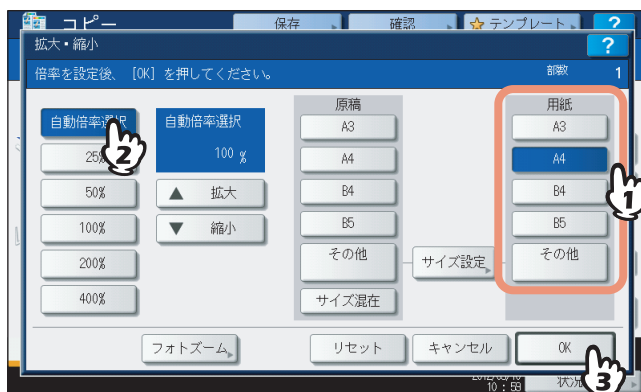 コピー 保存 確認 テンプレート ?
拡大・縮小 ?
倍率を設定後、[OK] を押してください。 部数 1
原稿 用紙
自動倍率選択 自動倍率選択 A3 A3
25% 100 % A4 A4
50% ▲ 拡大 B4 B4
100% ▼ 縮小 B5 B5
200% その他 サイズ設定 その他
400% サイズ混在
フォトズーム リセット キャンセル OK
10:59
1
2
3